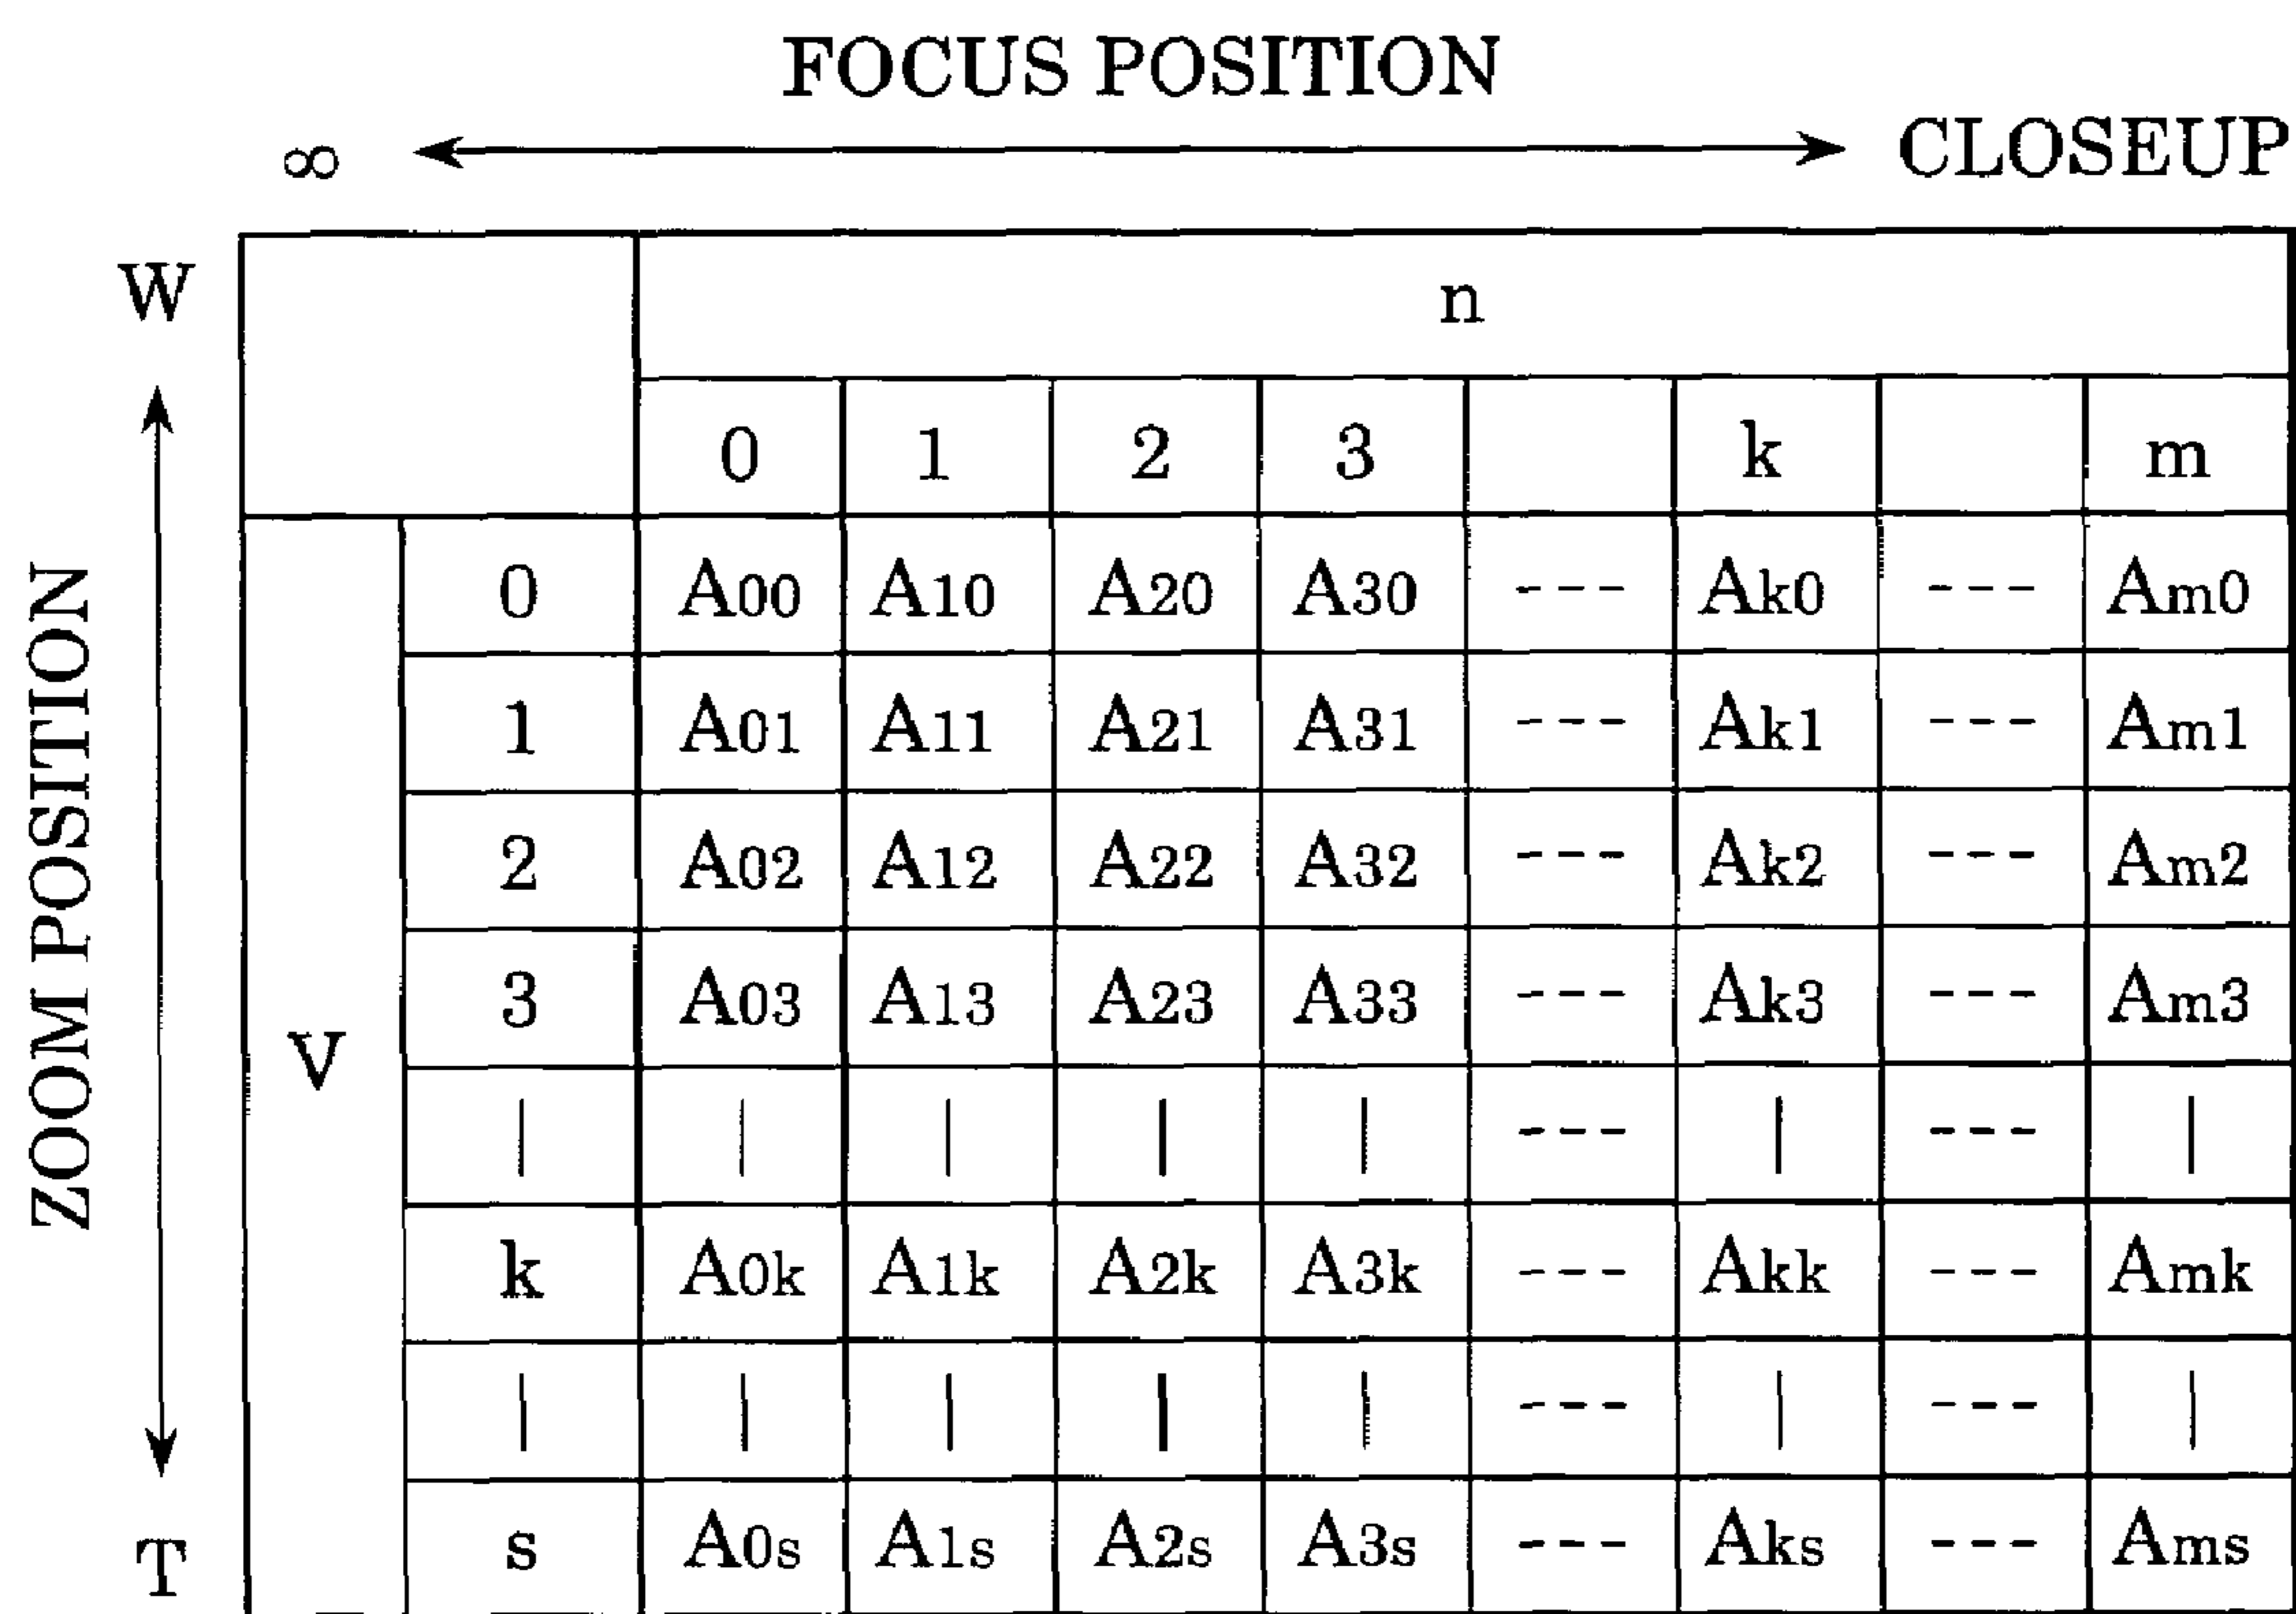 FOCUS POSITION
∞ CLOSEUP
W n
0 1 2 3 k m
0 A00 A10 A20 A30 --- Ak0 --- Am0
1 A01 A11 A21 A31 --- Ak1 --- Am1
2 A02 A12 A22 A32 --- Ak2 --- Am2
3 A03 A13 A23 A33 --- Ak3 --- Am3
ZOOM POSITION
V
| | | | | --- | --- |
k A0k A1k A2k A3k --- Akk --- Amk
| | | | | --- | --- |
T s A0s A1s A2s A3s --- Aks --- Ams